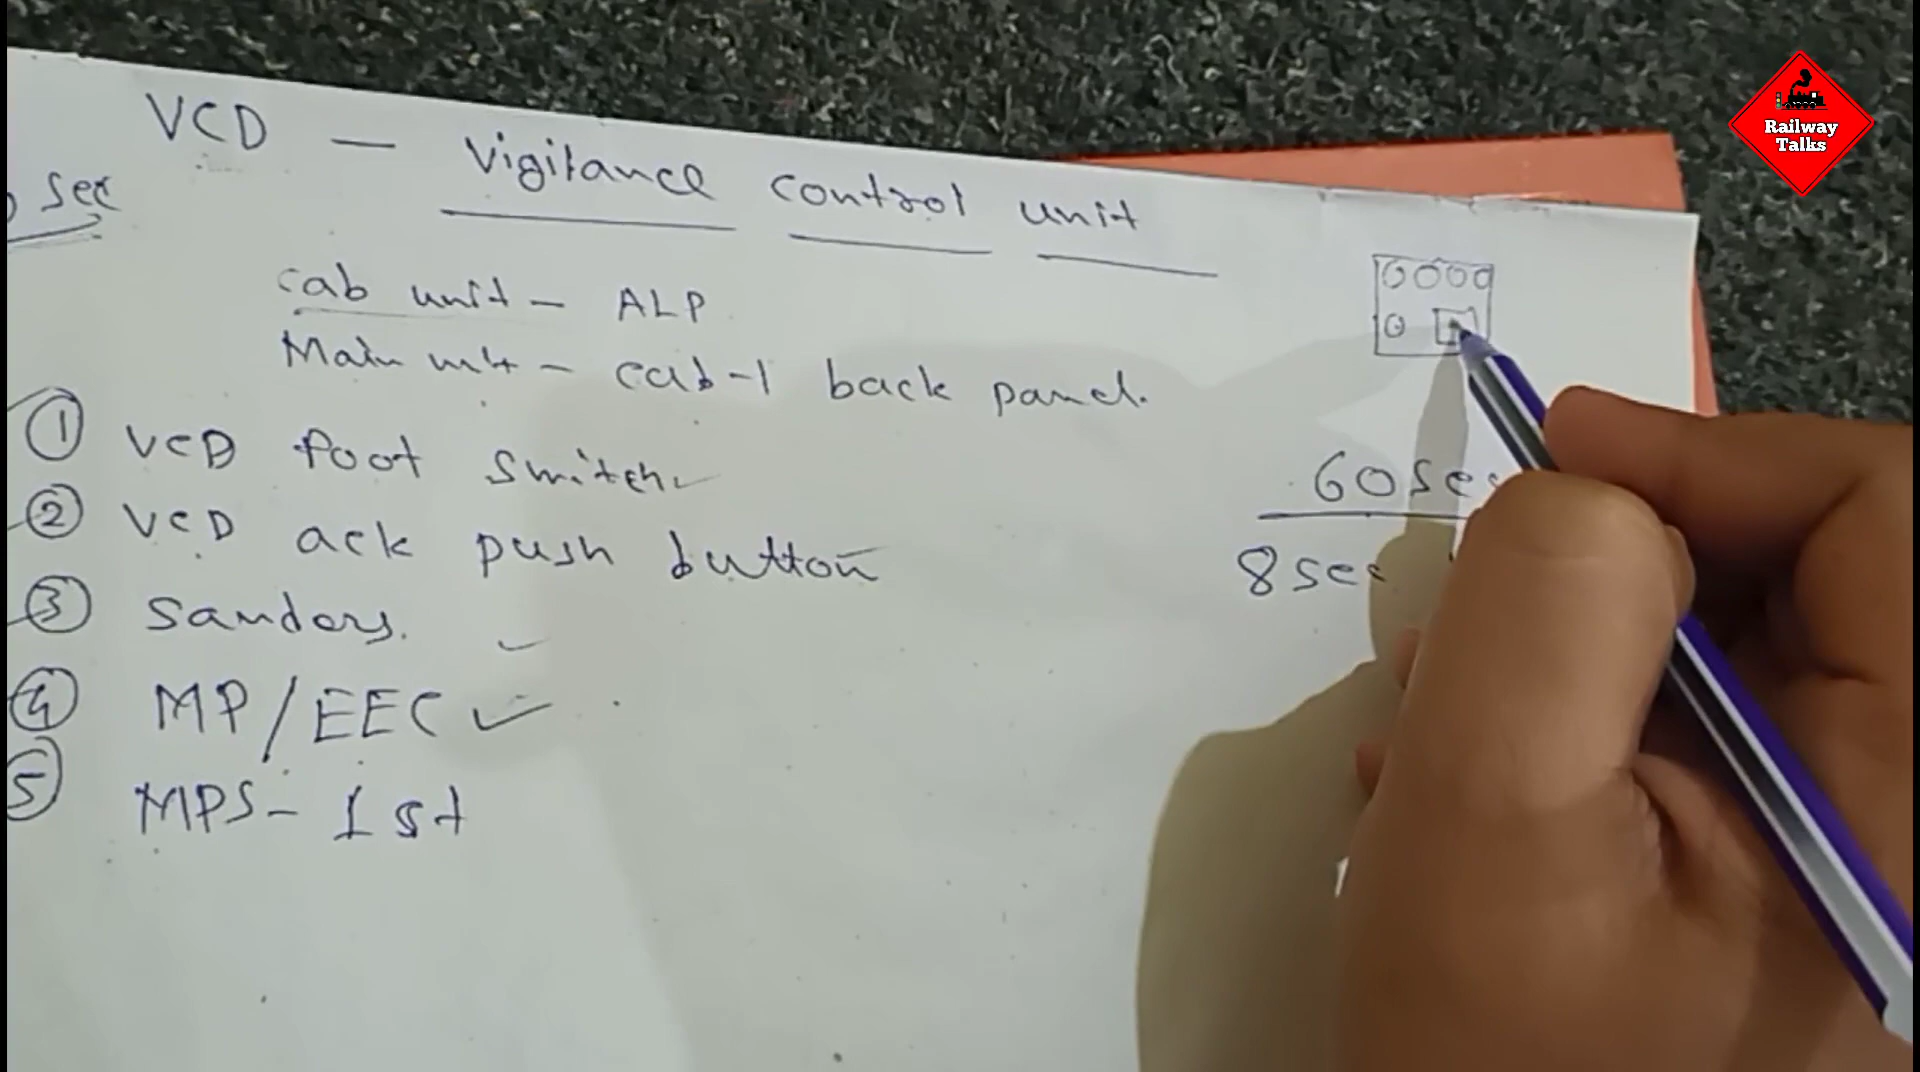 VCD — Vigilance control unit
sec
cab unit — ALP
Main unit — cab-1 back panel.
① VCD foot switch
② VCD ack push button
③ Sanders.
④ MP/EEC
⑤ MPS- 1st
60 sec
8 sec
Railway
Talks